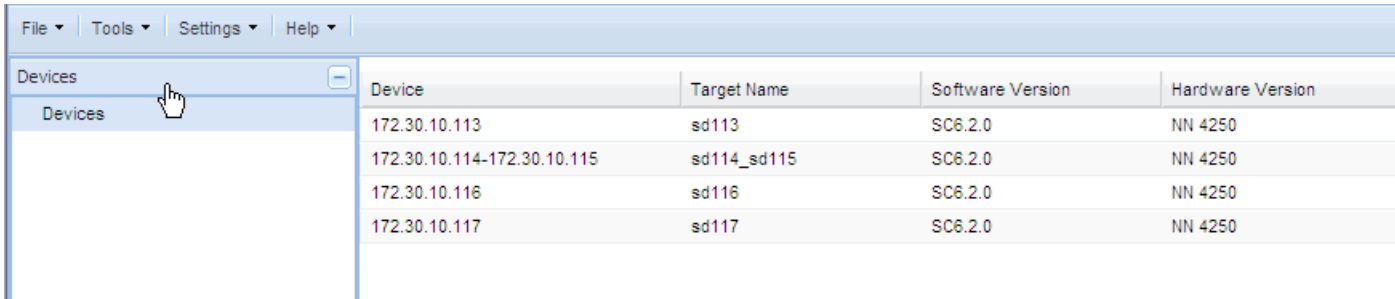 File Tools Settings Help
Devices
Devices
Device Target Name Software Version Hardware Version
172.30.10.113 sd113 SC6.2.0 NN 4250
172.30.10.114-172.30.10.115 sd114_sd115 SC6.2.0 NN 4250
172.30.10.116 sd116 SC6.2.0 NN 4250
172.30.10.117 sd117 SC6.2.0 NN 4250